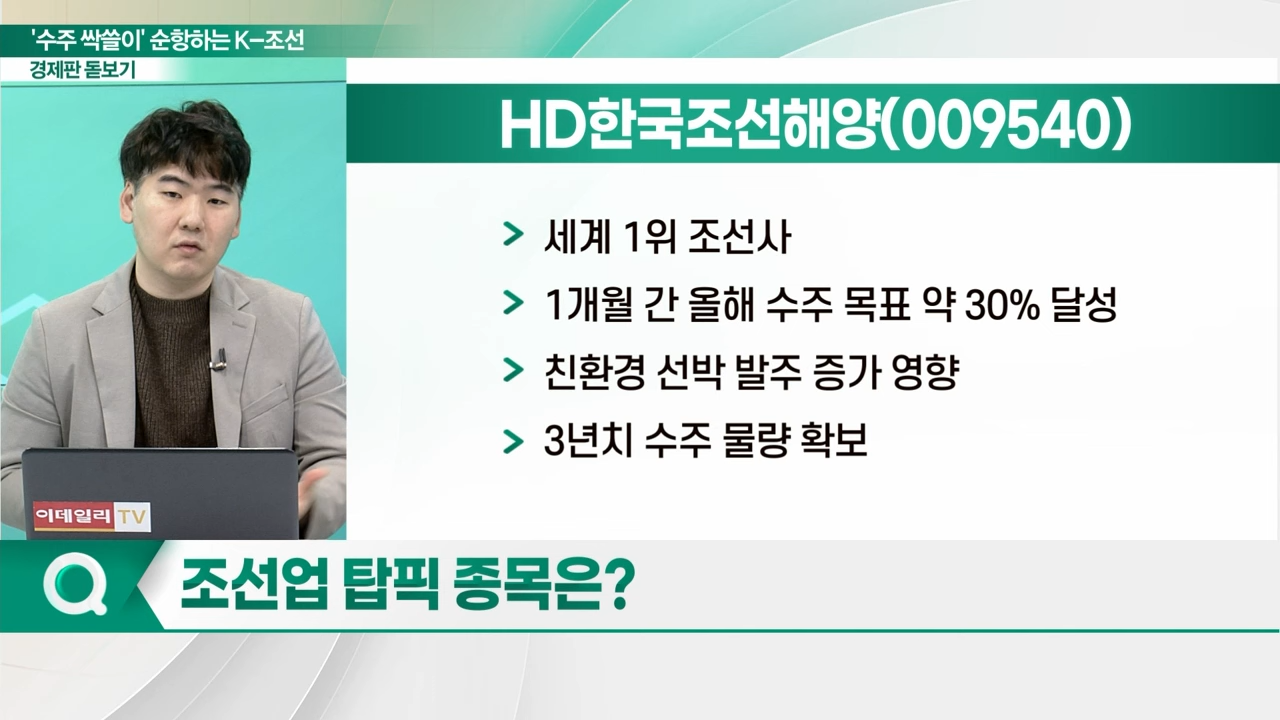 '수주 싹쓸이' 순항하는 K-조선
경제판 돋보기
HD한국조선해양(009540)
> 세계 1위 조선사
> 1개월 간 올해 수주 목표 약 30% 달성
> 친환경 선박 발주 증가 영향
> 3년치 수주 물량 확보
이데일리 TV
Q 조선업 탑픽 종목은?